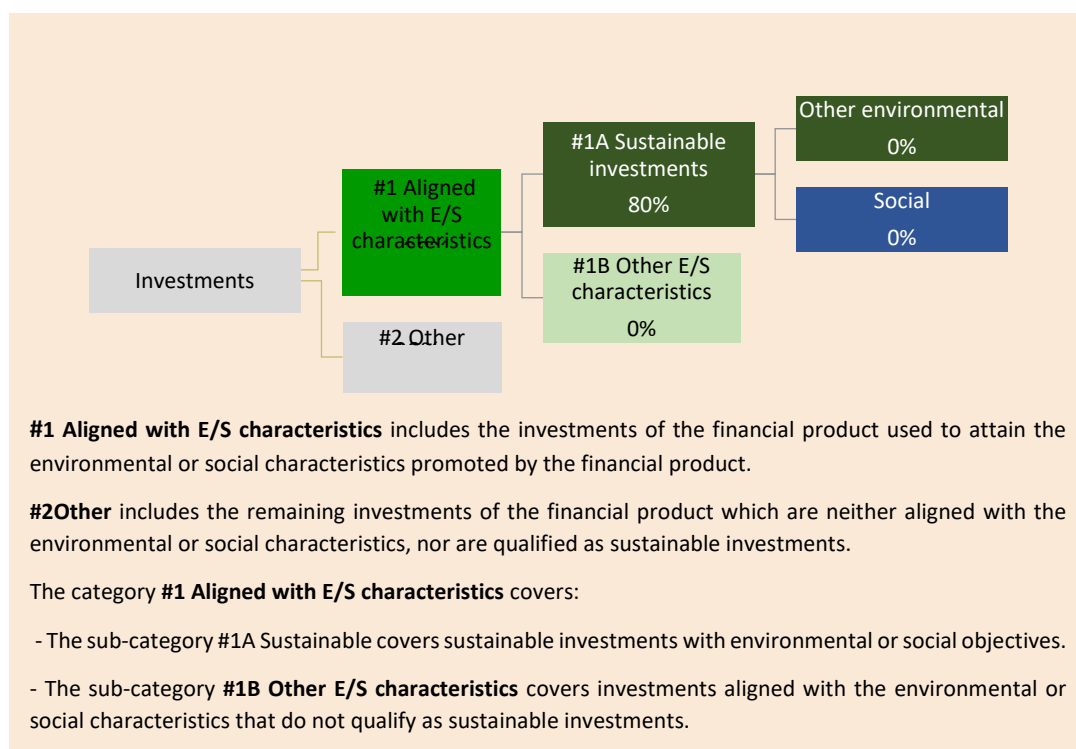 Other environmental
0%
#1A Sustainable
investments
80%
#1 Aligned
with E/S
characteristics
Social
0%
Investments
#1B Other E/S
characteristics
0%
#2 Other
#1 Aligned with E/S characteristics includes the investments of the financial product used to attain the
environmental or social characteristics promoted by the financial product.
#2Other includes the remaining investments of the financial product which are neither aligned with the
environmental or social characteristics, nor are qualified as sustainable investments.
The category #1 Aligned with E/S characteristics covers:
- The sub-category #1A Sustainable covers sustainable investments with environmental or social objectives.
- The sub-category #1B Other E/S characteristics covers investments aligned with the environmental or
social characteristics that do not qualify as sustainable investments.